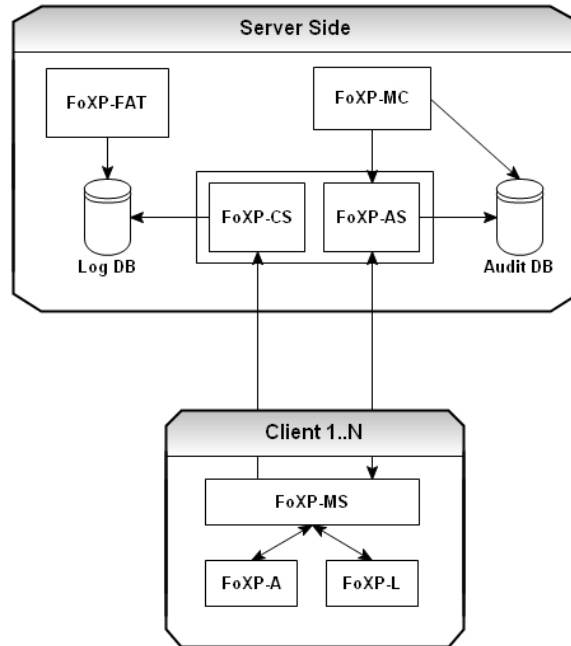 Server Side
FoXP-FAT
FoXP-MC
FoXP-CS
FoXP-AS
Log DB
Audit DB
Client 1..N
FoXP-MS
FoXP-A
FoXP-L